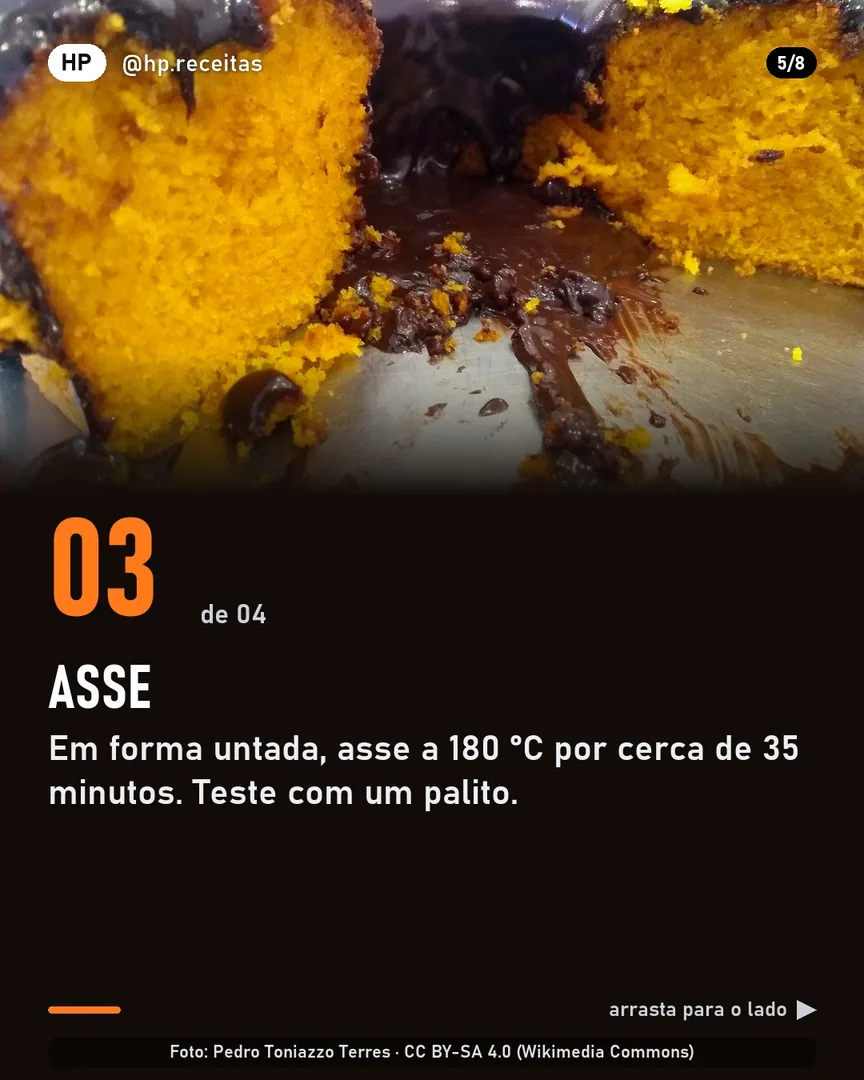 HP @hp.receitas 5/8
03 de 04
ASSE
Em forma untada, asse a 180 °C por cerca de 35
minutos. Teste com um palito.
arrasta para o lado ▶
Foto: Pedro Toniazzo Terres · CC BY-SA 4.0 (Wikimedia Commons)